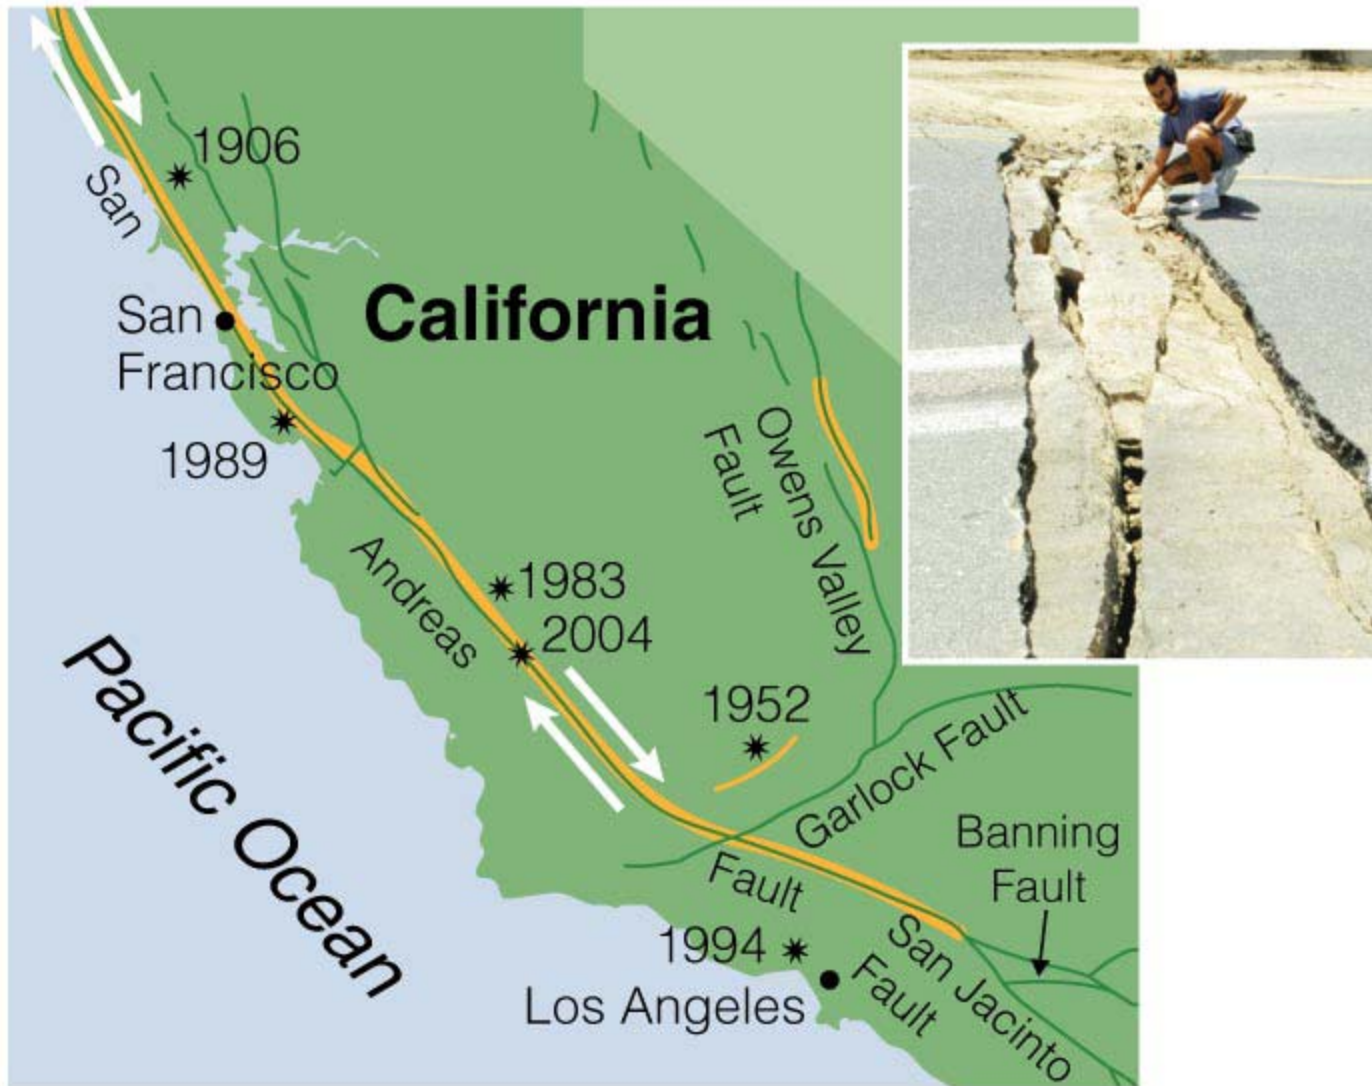 1906
San
San
Francisco
California
1989
Owens Valley
Fault
Andreas
1983
2004
Pacific Ocean
1952
Garlock Fault
Banning
Fault
Fault
San Jacinto
Fault
1994
Los Angeles